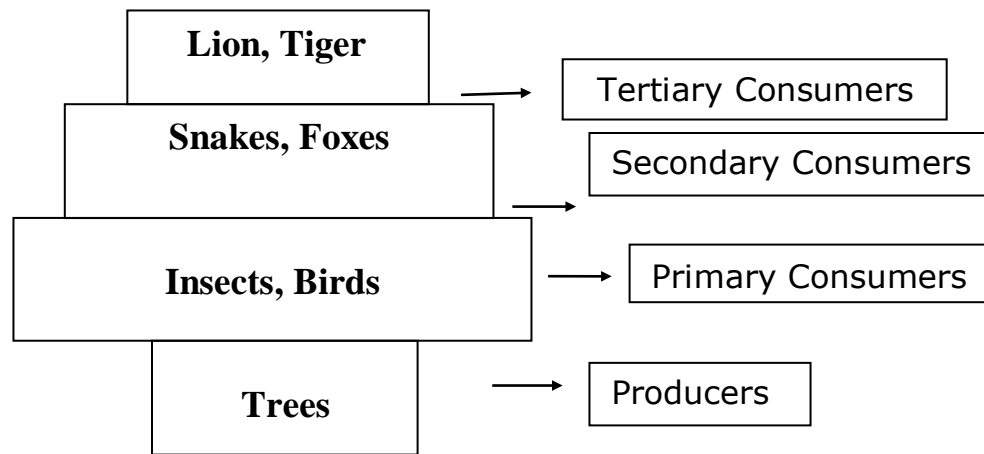 Lion, Tiger
Tertiary Consumers
Snakes, Foxes
Secondary Consumers
Insects, Birds
Primary Consumers
Trees
Producers